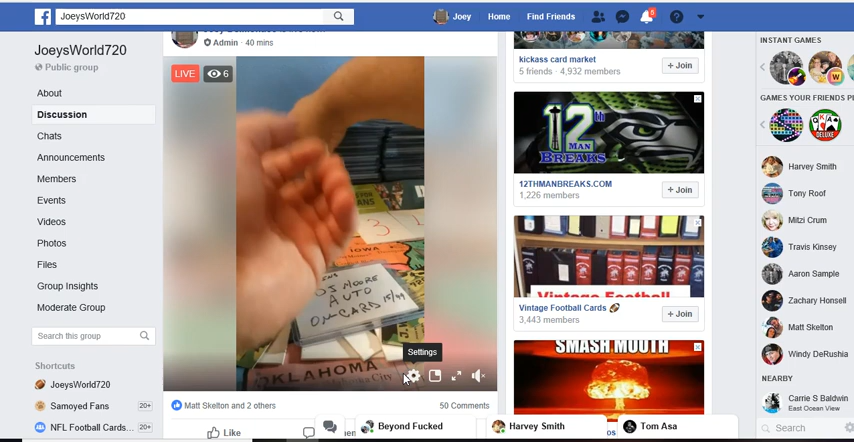 JoeysWorld720
Joey
Home
Find Friends
5
JoeysWorld720
Public group
About
Discussion
Chats
Announcements
Members
Events
Videos
Photos
Files
Group Insights
Moderate Group
Search this group
Shortcuts
JoeysWorld720
Samoyed Fans 20+
NFL Football Cards... 20+
Admin · 40 mins
LIVE 6
IOWA
MOORE
AUTO
ON CARD 15/99
OKLAHOMA
Settings
Matt Skelton and 2 others
50 Comments
Like
kickass card market
5 friends · 4,932 members
+ Join
12th
MAN
BREAKS
12THMANBREAKS.COM
1,226 members
+ Join
Vintage Football
Vintage Football Cards
3,443 members
+ Join
SMASH MOUTH
Beyond Fucked
Harvey Smith
Tom Asa
INSTANT GAMES
W
GAMES YOUR FRIENDS PL
DELUXE
Harvey Smith
Tony Roof
Mitzi Crum
Travis Kinsey
Aaron Sample
Zachary Honsell
Matt Skelton
Windy DeRushia
NEARBY
Carrie S Baldwin
East Ocean View
Search